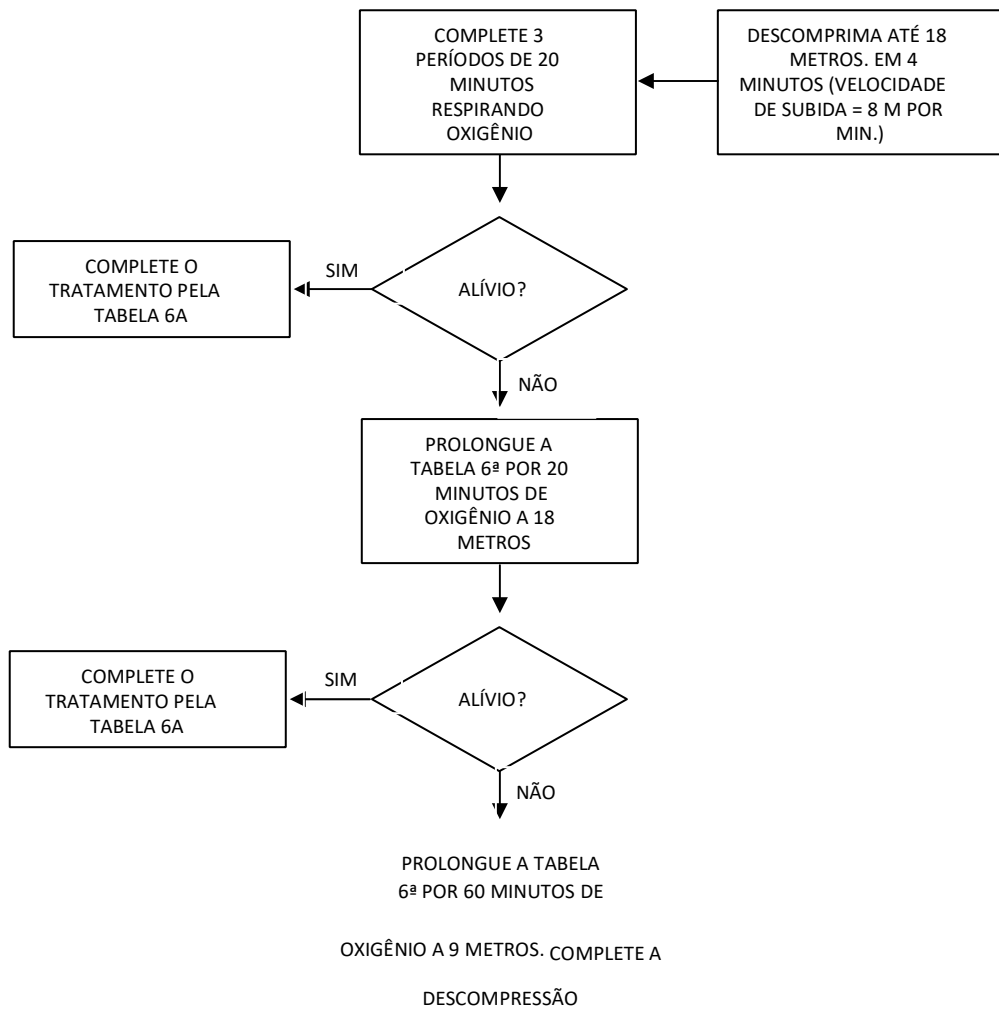 COMPLETE 3
PERÍODOS DE 20
MINUTOS
RESPIRANDO
OXIGÊNIO
DESCOMPRIMA ATÉ 18
METROS. EM 4
MINUTOS (VELOCIDADE
DE SUBIDA = 8 M POR
MIN.)
COMPLETE O
TRATAMENTO PELA
TABELA 6A
SIM
ALÍVIO?
NÃO
PROLONGUE A
TABELA 6ª POR 20
MINUTOS DE
OXIGÊNIO A 18
METROS
COMPLETE O
TRATAMENTO PELA
TABELA 6A
SIM
ALÍVIO?
NÃO
PROLONGUE A TABELA
6ª POR 60 MINUTOS DE
OXIGÊNIO A 9 METROS. COMPLETE A
DESCOMPRESSÃO